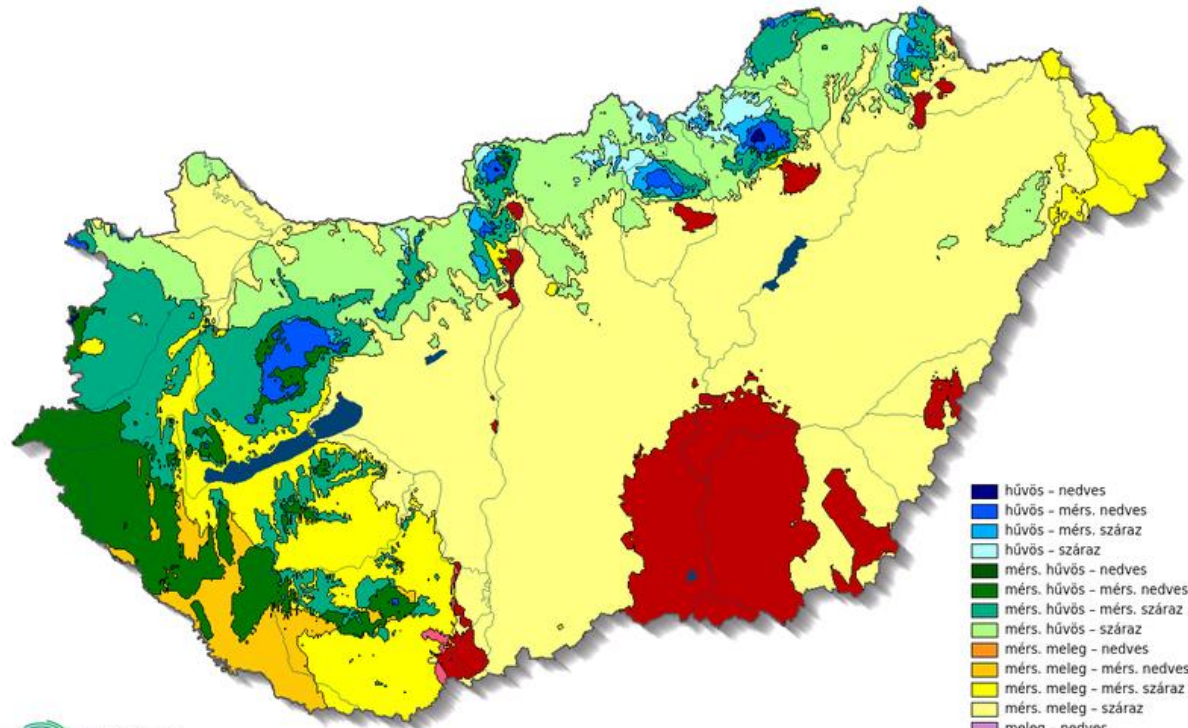 hűvös – nedves
hűvös – mérs. nedves
hűvös – mérs. száraz
hűvös – száraz
mérs. hűvös – nedves
mérs. hűvös – mérs. nedves
mérs. hűvös – mérs. száraz
mérs. hűvös – száraz
mérs. meleg – nedves
mérs. meleg – mérs. nedves
mérs. meleg – mérs. száraz
mérs. meleg – száraz
meleg – nedves